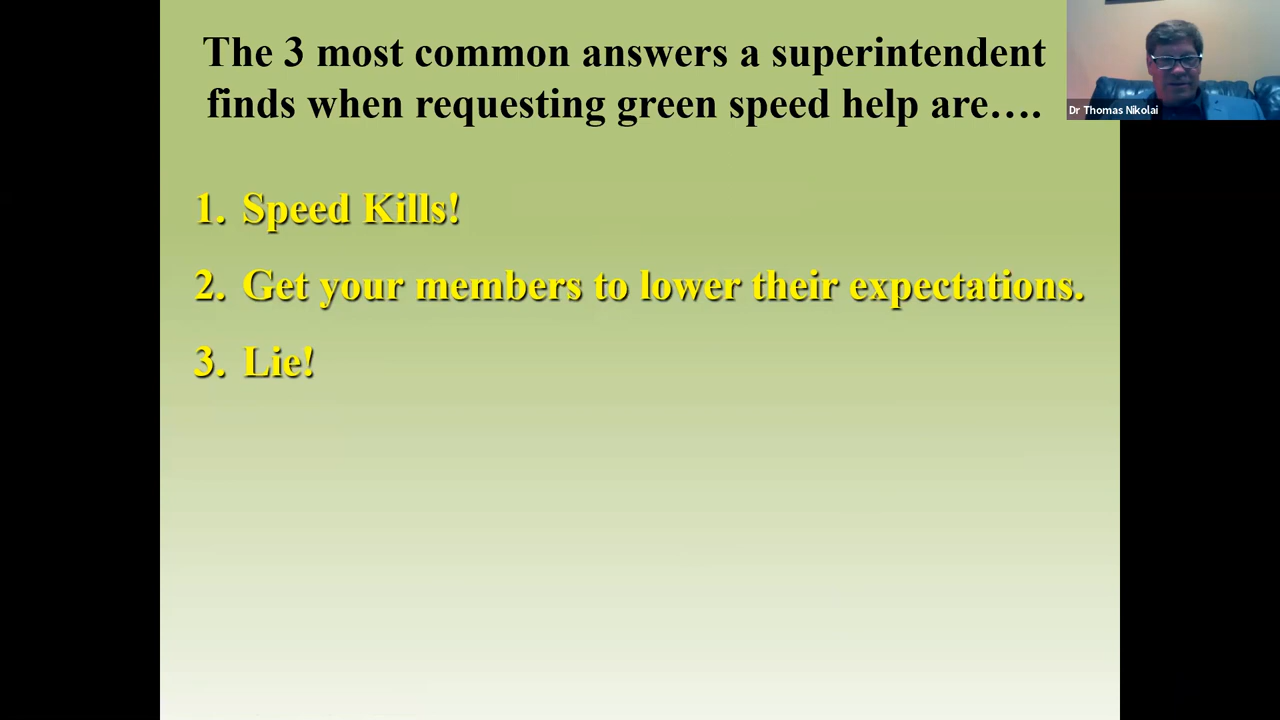 The 3 most common answers a superintendent
finds when requesting green speed help are….
Dr Thomas Nikolai
1. Speed Kills!
2. Get your members to lower their expectations.
3. Lie!